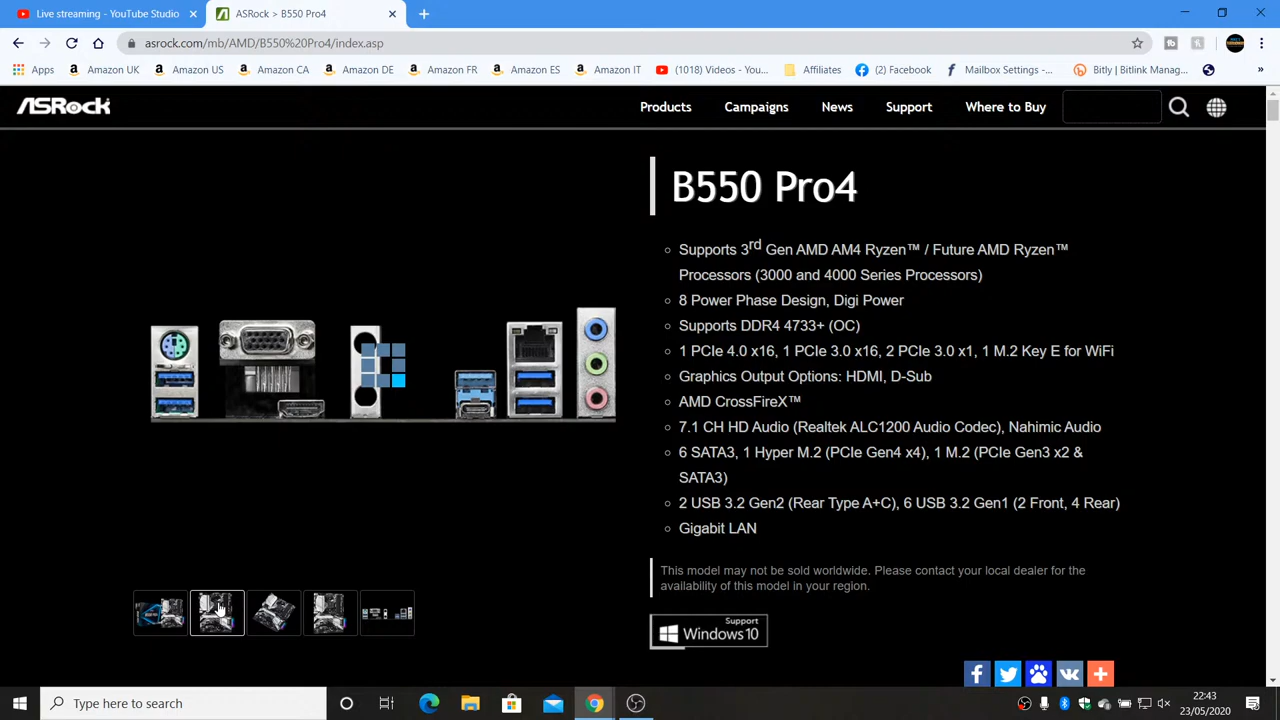 Live streaming - YouTube Studio
ASRock > B550 Pro4
asrock.com/mb/AMD/B550%20Pro4/index.asp
Apps
Amazon UK
Amazon US
Amazon CA
Amazon DE
Amazon FR
Amazon ES
Amazon IT
(1018) Videos - You...
Affiliates
(2) Facebook
Mailbox Settings -...
Bitly | Bitlink Manag...
ASRock
Products
Campaigns
News
Support
Where to Buy
B550 Pro4
Supports 3rd Gen AMD AM4 Ryzen™ / Future AMD Ryzen™
Processors (3000 and 4000 Series Processors)
8 Power Phase Design, Digi Power
Supports DDR4 4733+ (OC)
1 PCIe 4.0 x16, 1 PCIe 3.0 x16, 2 PCIe 3.0 x1, 1 M.2 Key E for WiFi
Graphics Output Options: HDMI, D-Sub
AMD CrossFireX™
7.1 CH HD Audio (Realtek ALC1200 Audio Codec), Nahimic Audio
6 SATA3, 1 Hyper M.2 (PCIe Gen4 x4), 1 M.2 (PCIe Gen3 x2 &
SATA3)
2 USB 3.2 Gen2 (Rear Type A+C), 6 USB 3.2 Gen1 (2 Front, 4 Rear)
Gigabit LAN
This model may not be sold worldwide. Please contact your local dealer for the
availability of this model in your region.
Support
Windows 10
Type here to search
22:43
23/05/2020